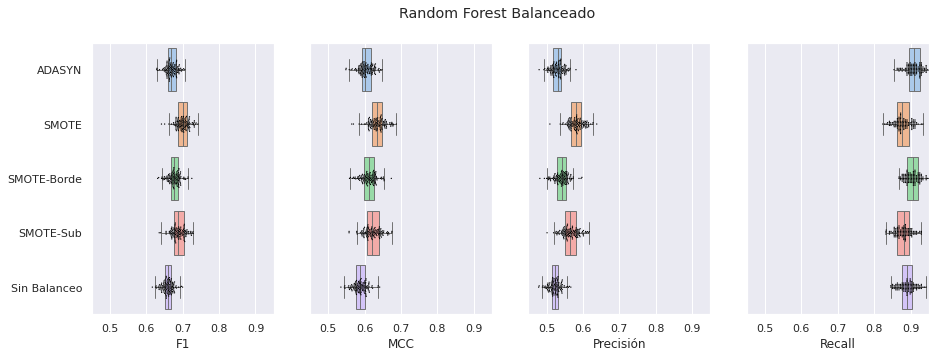 Random Forest Balanceado
ADASYN
SMOTE
SMOTE-Borde
SMOTE-Sub
Sin Balanceo
0.5 0.6 0.7 0.8 0.9
F1
0.5 0.6 0.7 0.8 0.9
MCC
0.5 0.6 0.7 0.8 0.9
Precisión
0.5 0.6 0.7 0.8 0.9
Recall